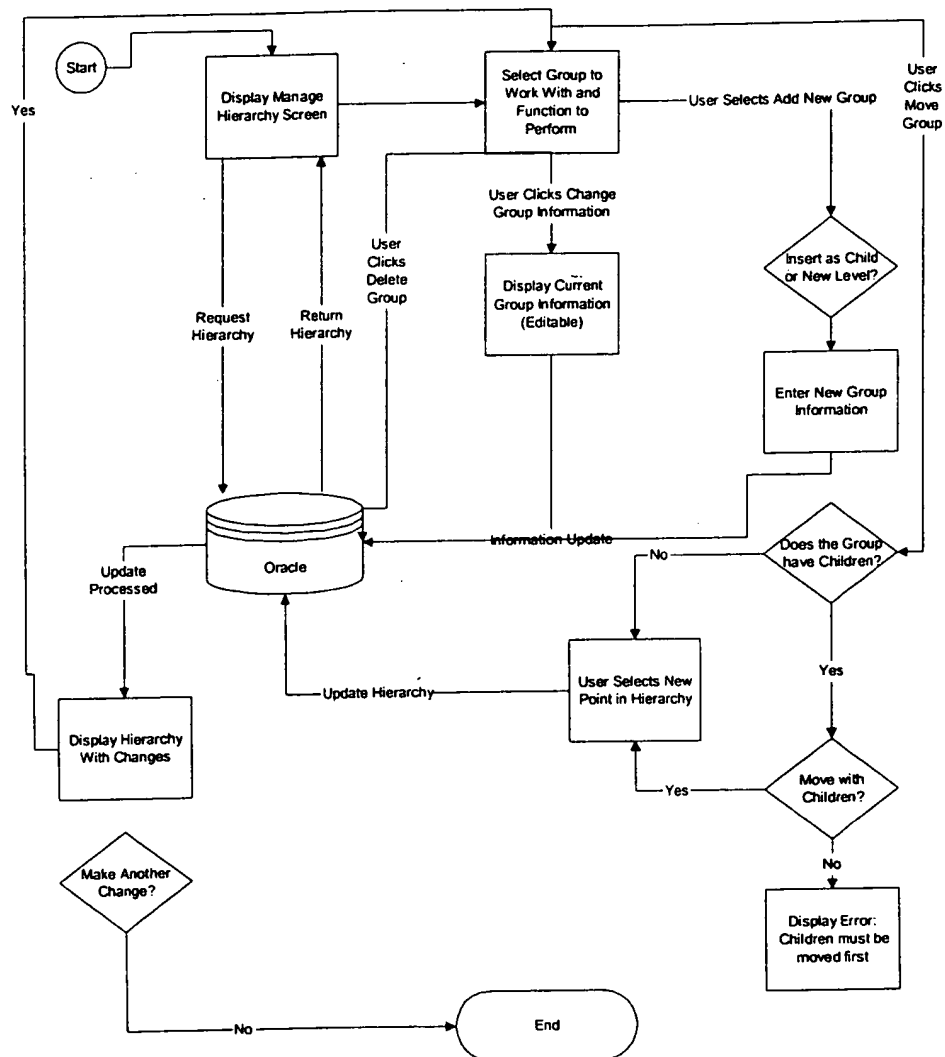 Start
Yes
Display Manage
Hierarchy Screen
Select Group to
Work With and
Function to
Perform
User Selects Add New Group
User
Clicks
Move
Group
User Clicks Change
Group Information
User
Clicks
Delete
Group
Insert as Child
or New Level?
Display Current
Group Information
(Editable)
Request
Hierarchy
Return
Hierarchy
Enter New Group
Information
Information Update
Oracle
Does the Group
have Children?
No
Update
Processed
Yes
User Selects New
Point in Hierarchy
Update Hierarchy
Display Hierarchy
With Changes
Move with
Children?
Yes
No
Make Another
Change?
Display Error:
Children must be
moved first
No
End